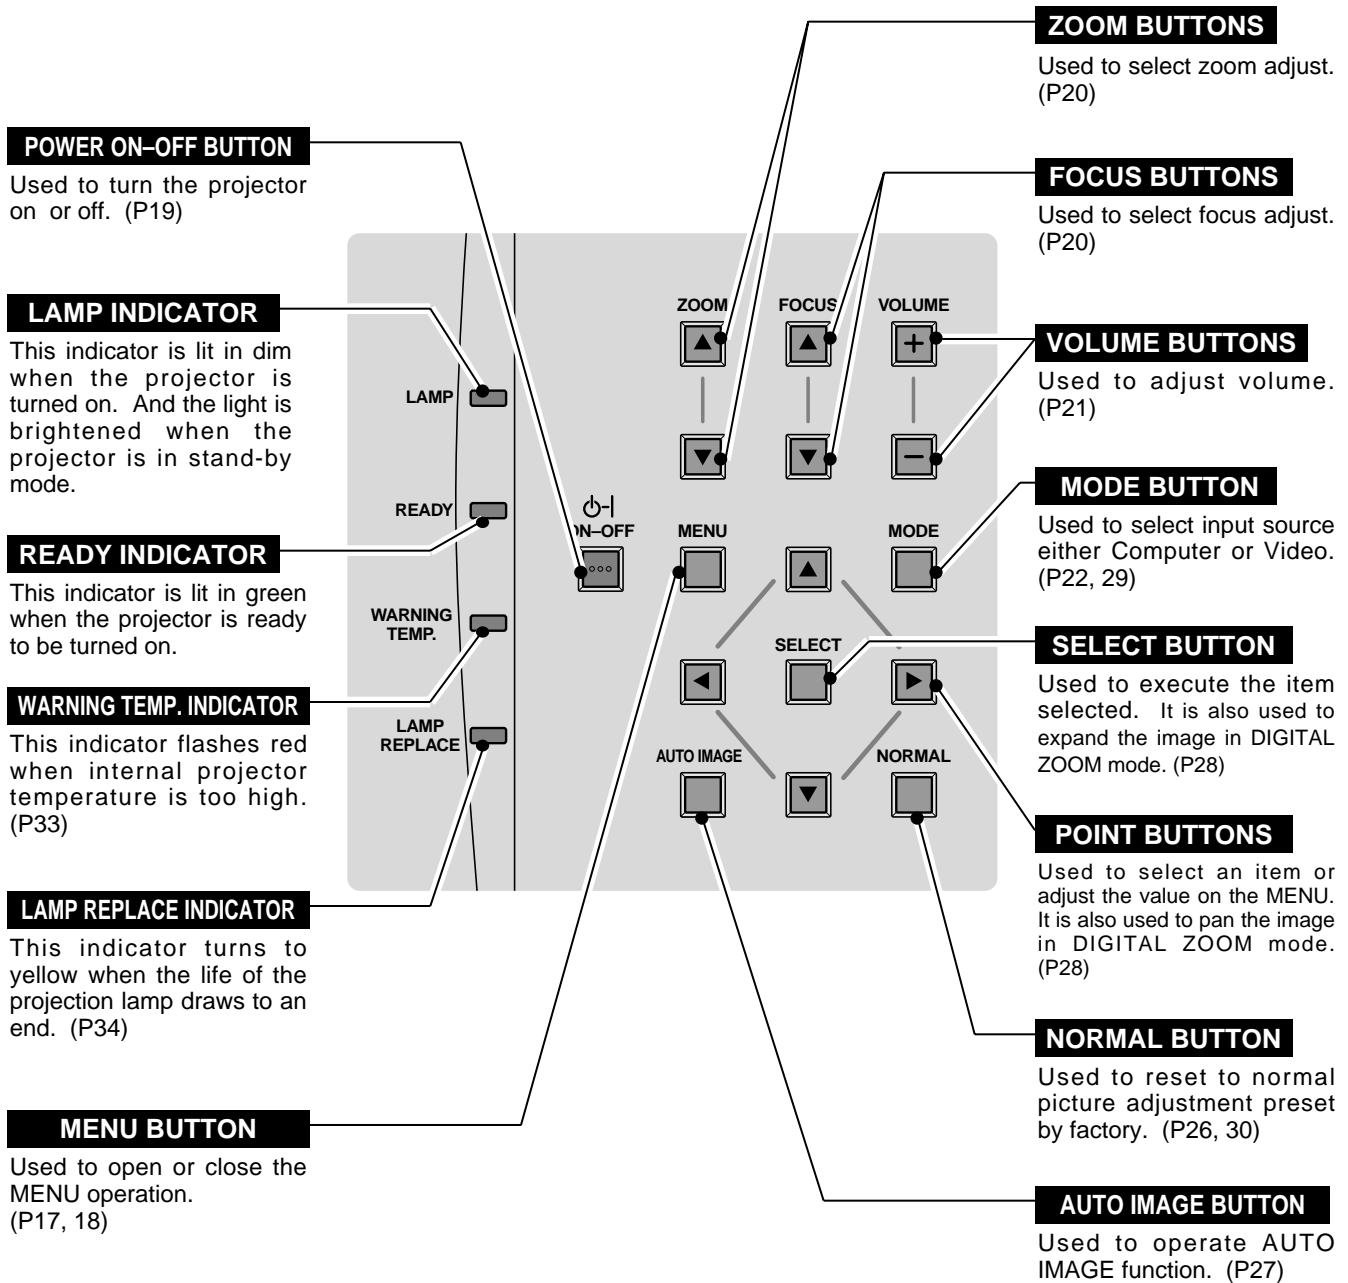 POWER ON–OFF BUTTON
Used to turn the projector
on or off. (P19)
LAMP INDICATOR
This indicator is lit in dim
when the projector is
turned on. And the light is
brightened when the
projector is in stand-by
mode.
READY INDICATOR
This indicator is lit in green
when the projector is ready
to be turned on.
WARNING TEMP. INDICATOR
This indicator flashes red
when internal projector
temperature is too high.
(P33)
LAMP REPLACE INDICATOR
This indicator turns to
yellow when the life of the
projection lamp draws to an
end. (P34)
MENU BUTTON
Used to open or close the
MENU operation.
(P17, 18)
ZOOM
FOCUS
VOLUME
LAMP
READY
ON–OFF
MENU
MODE
WARNING
TEMP.
SELECT
LAMP
REPLACE
AUTO IMAGE
NORMAL
ZOOM BUTTONS
Used to select zoom adjust.
(P20)
FOCUS BUTTONS
Used to select focus adjust.
(P20)
VOLUME BUTTONS
Used to adjust volume.
(P21)
MODE BUTTON
Used to select input source
either Computer or Video.
(P22, 29)
SELECT BUTTON
Used to execute the item
selected. It is also used to
expand the image in DIGITAL
ZOOM mode. (P28)
POINT BUTTONS
Used to select an item or
adjust the value on the MENU.
It is also used to pan the image
in DIGITAL ZOOM mode.
(P28)
NORMAL BUTTON
Used to reset to normal
picture adjustment preset
by factory. (P26, 30)
AUTO IMAGE BUTTON
Used to operate AUTO
IMAGE function. (P27)